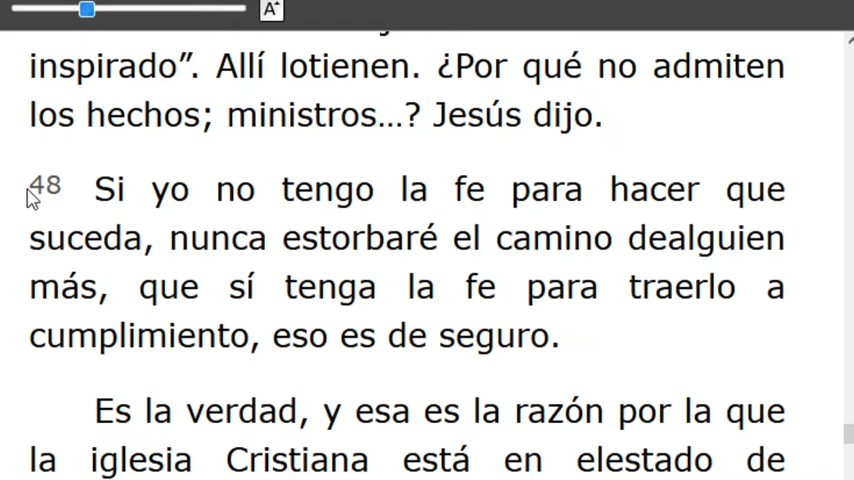 A
inspirado”. Allí lotienen. ¿Por qué no admiten
los hechos; ministros…? Jesús dijo.
48 Si yo no tengo la fe para hacer que
suceda, nunca estorbaré el camino dealguien
más, que sí tenga la fe para traerlo a
cumplimiento, eso es de seguro.
Es la verdad, y esa es la razón por la que
la iglesia Cristiana está en elestado de